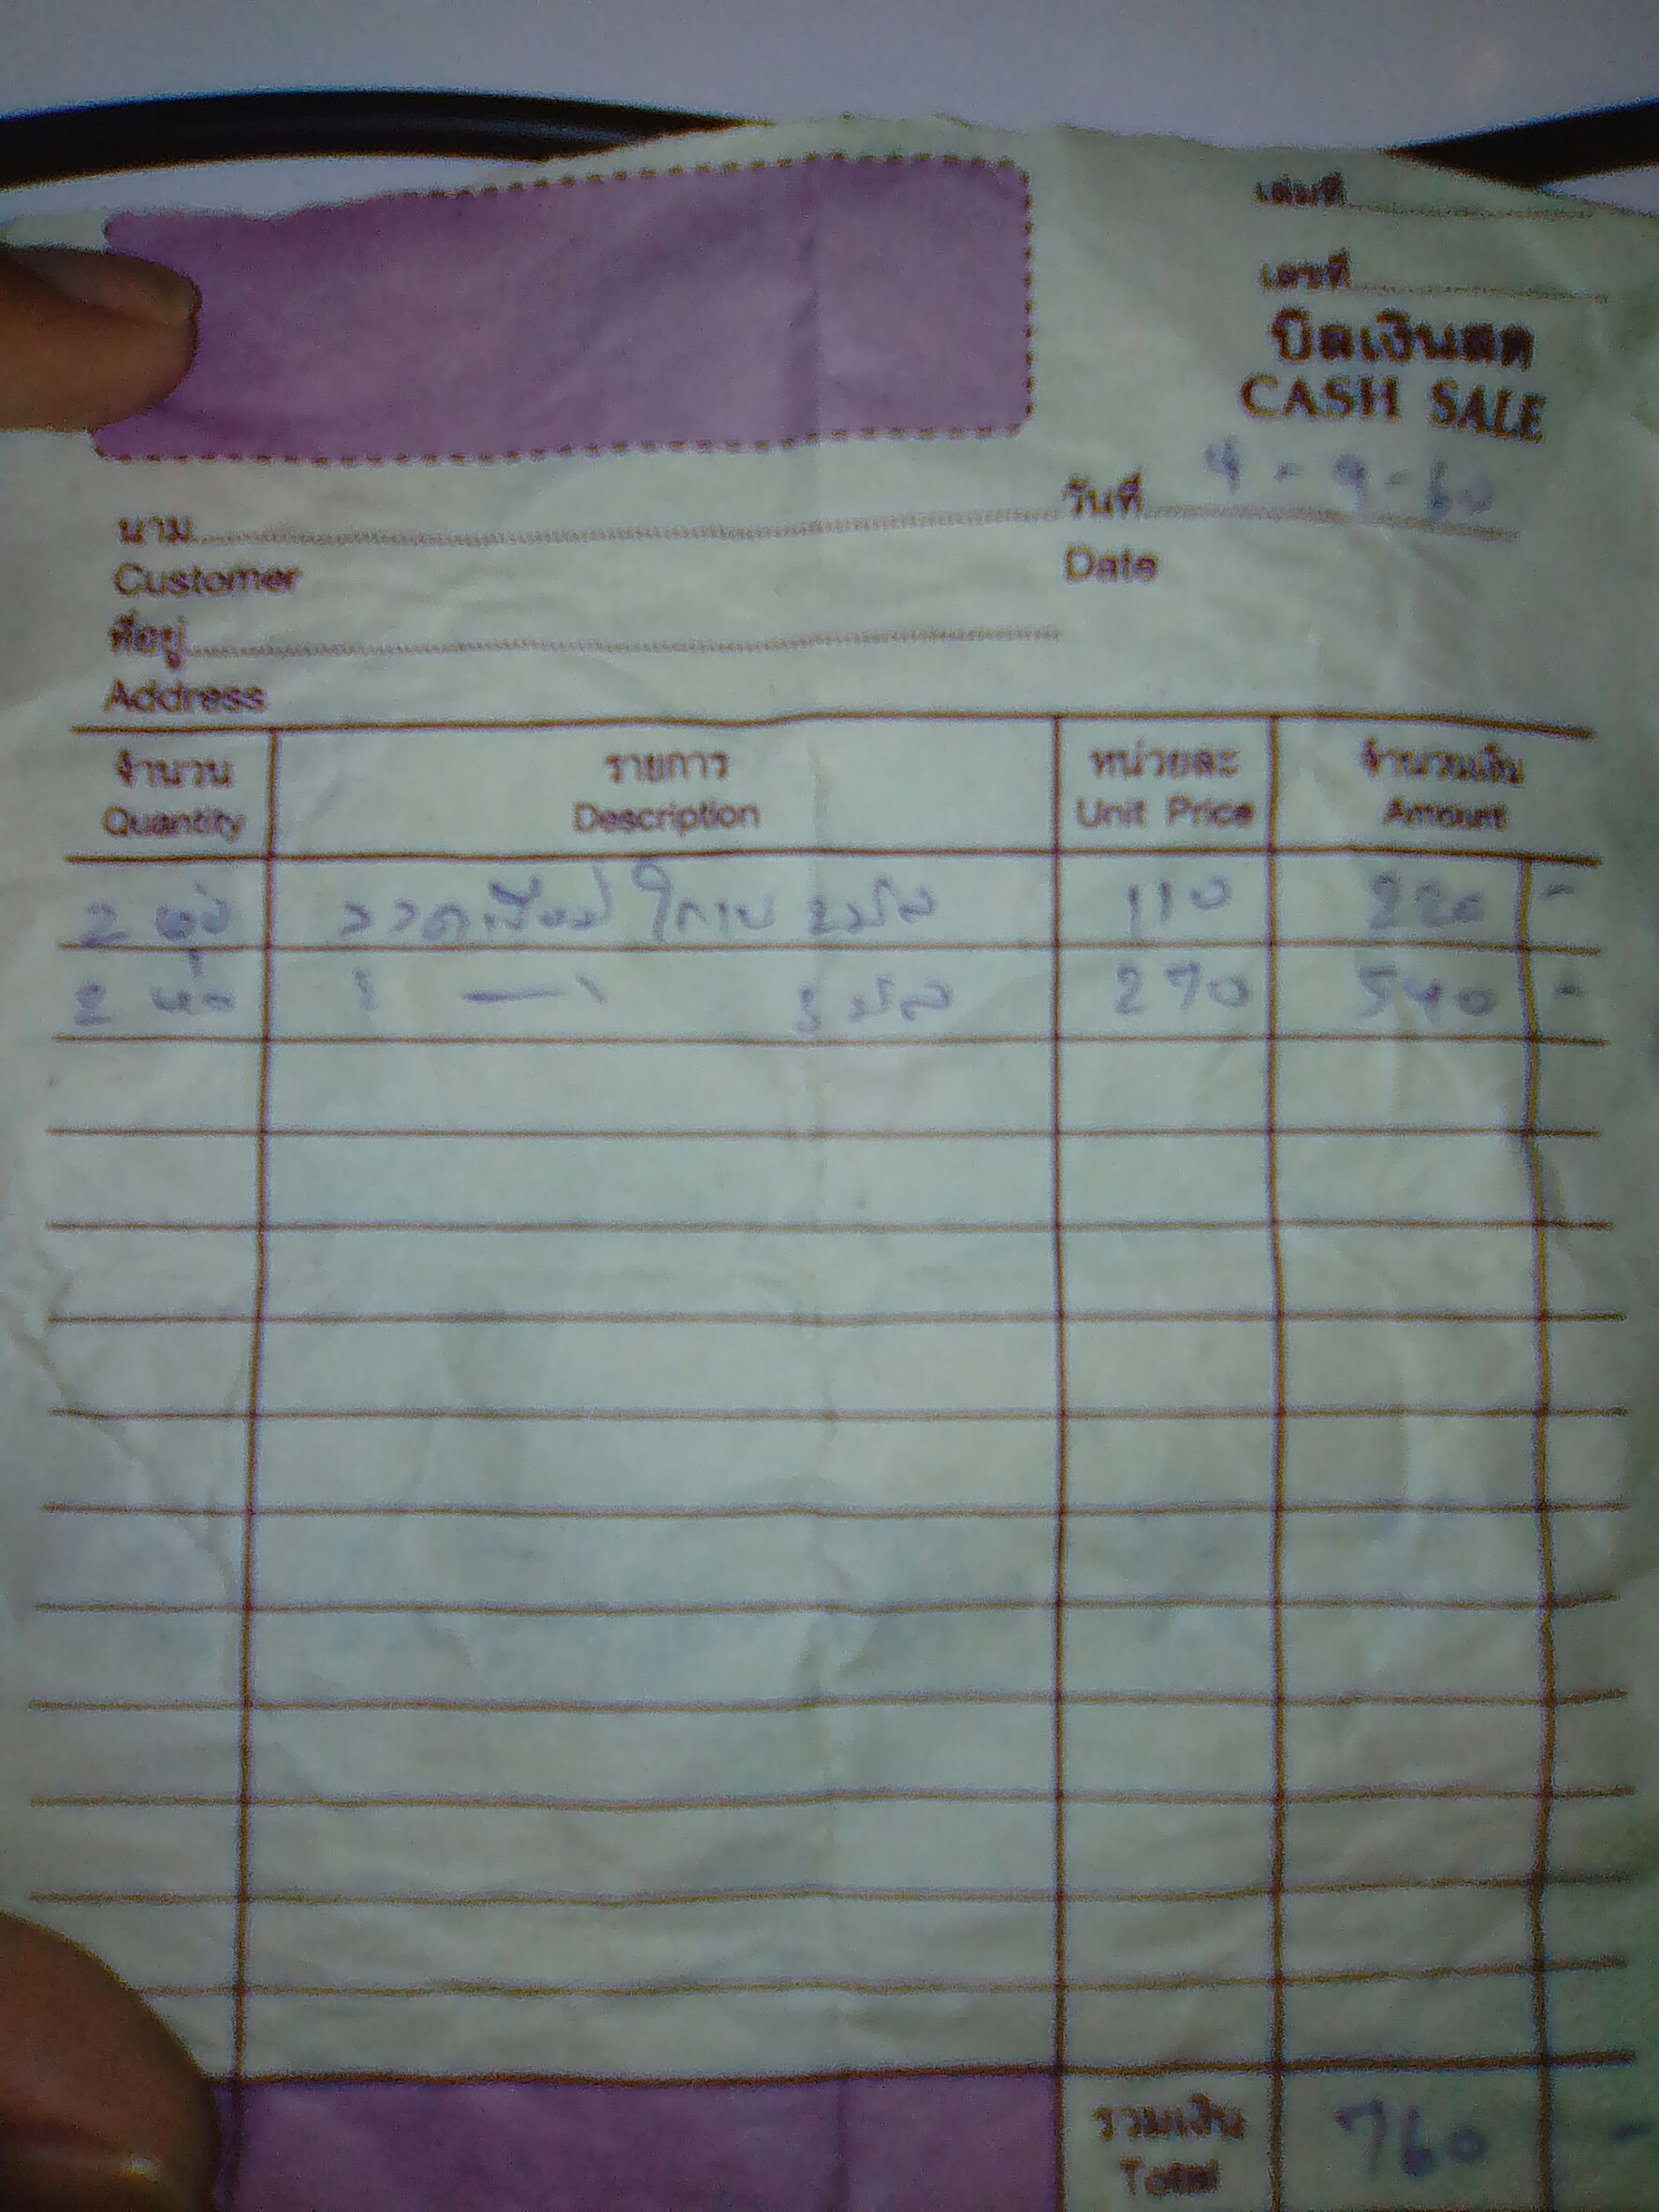 เล่มที่
เลขที่
บิลเงินสด
CASH SALE
นาม วันที่ 4-9-60
Customer Date
ที่อยู่
Address
จำนวน รายการ หน่วยละ จำนวนเงิน
Quantity Description Unit Price Amount
2 110 220 -
2 270 540 -
รวมเงิน 760 -
Total